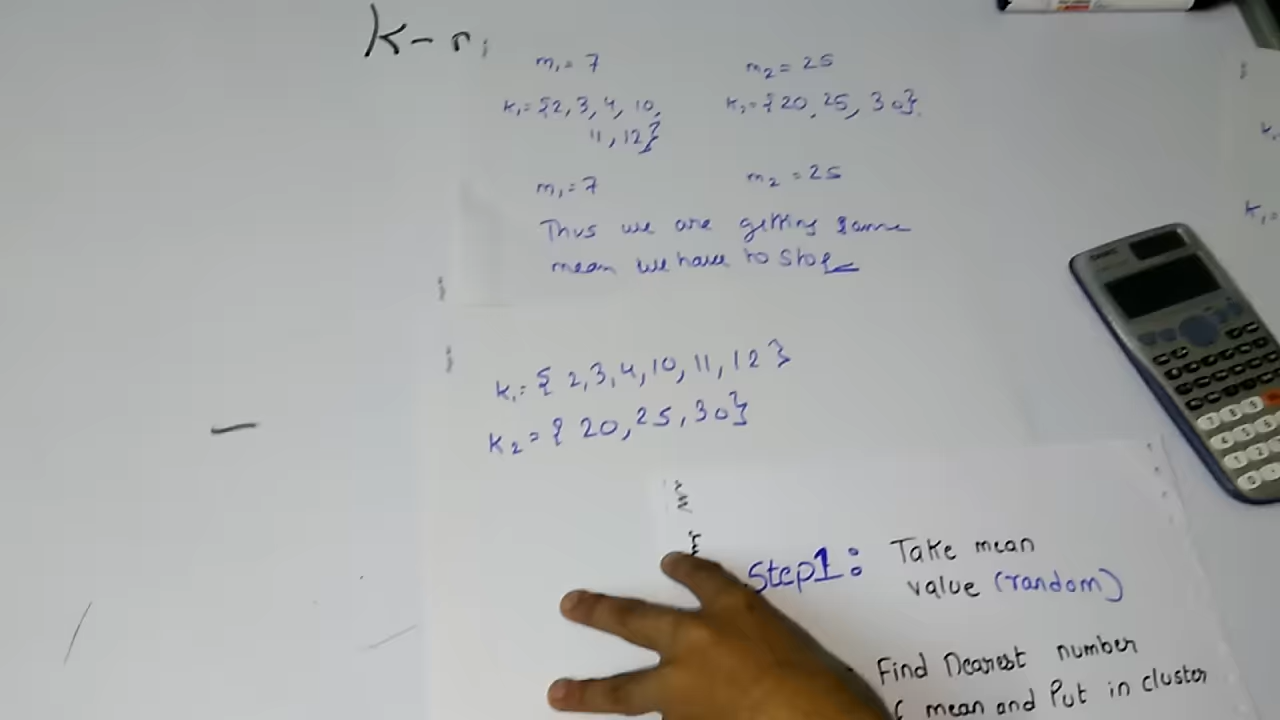 k-
m₁= 7
m₂= 25
K₁= {2, 3, 4, 10,
11, 12}
K₂= {20, 25, 30}
m₁=7
m₂ =25
Thus we are getting same
mean we have to stop
K₁= { 2, 3, 4, 10, 11, 12 }
K₂ = { 20, 25, 30}
Step1: Take mean
value (random)
Find Nearest number
mean and Put in cluster